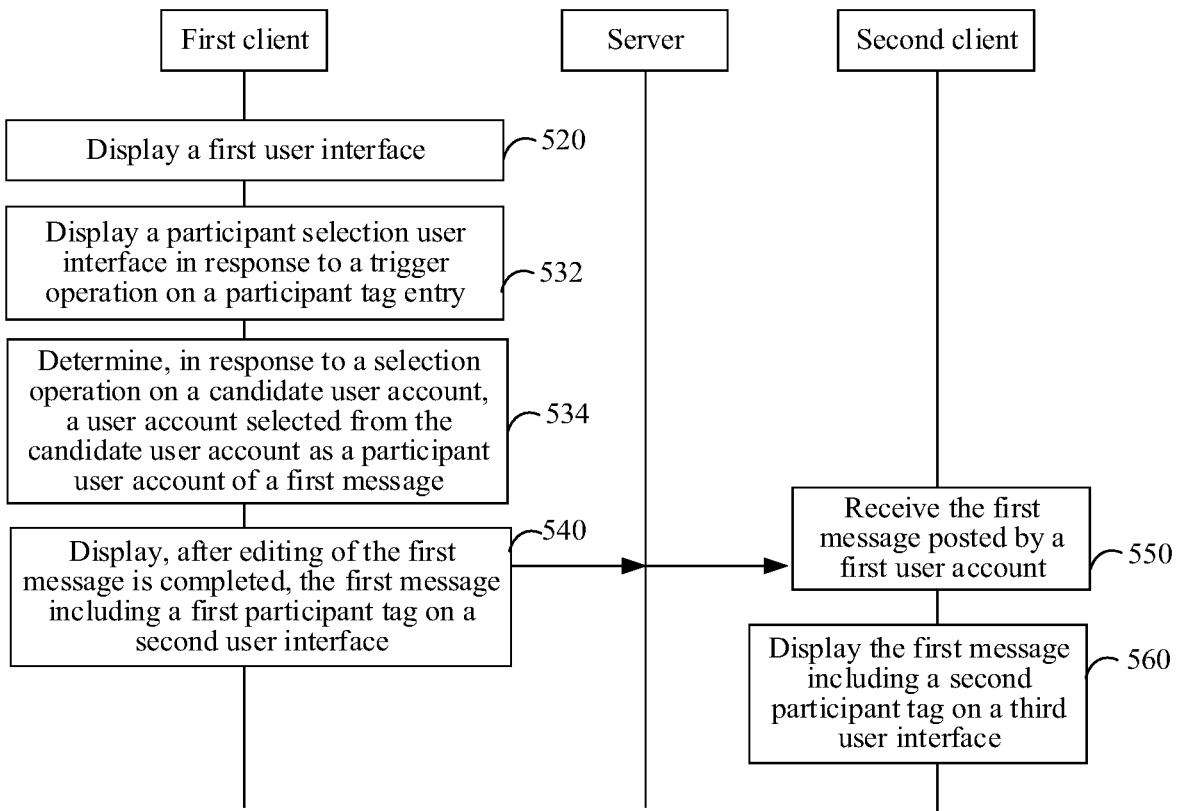 First client
Server
Second client
Display a first user interface
520
Display a participant selection user
interface in response to a trigger
operation on a participant tag entry
532
Determine, in response to a selection
operation on a candidate user account,
a user account selected from the
candidate user account as a participant
user account of a first message
534
Display, after editing of the first
message is completed, the first message
including a first participant tag on a
second user interface
540
Receive the first
message posted by a
first user account
550
Display the first message
including a second
participant tag on a third
user interface
560